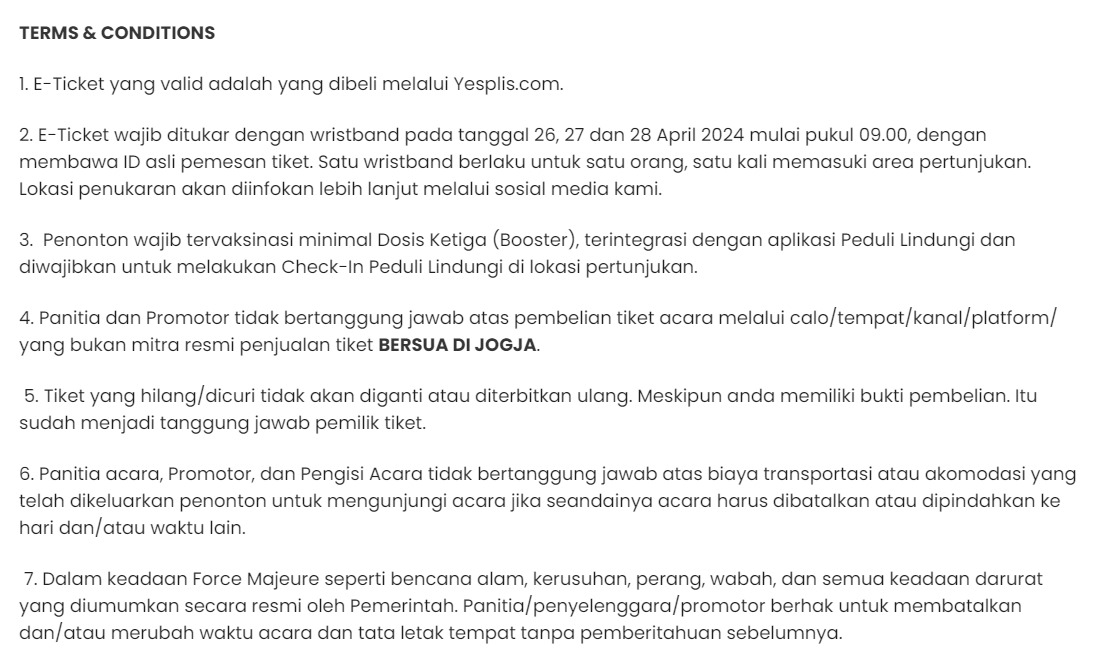 TERMS & CONDITIONS
1. E-Ticket yang valid adalah yang dibeli melalui Yesplis.com.
2. E-Ticket wajib ditukar dengan wristband pada tanggal 26, 27 dan 28 April 2024 mulai pukul 09.00, dengan
membawa ID asli pemesan tiket. Satu wristband berlaku untuk satu orang, satu kali memasuki area pertunjukan.
Lokasi penukaran akan diinfokan lebih lanjut melalui sosial media kami.
3.  Penonton wajib tervaksinasi minimal Dosis Ketiga (Booster), terintegrasi dengan aplikasi Peduli Lindungi dan
diwajibkan untuk melakukan Check-In Peduli Lindungi di lokasi pertunjukan.
4. Panitia dan Promotor tidak bertanggung jawab atas pembelian tiket acara melalui calo/tempat/kanal/platform/
yang bukan mitra resmi penjualan tiket BERSUA DI JOGJA.
5. Tiket yang hilang/dicuri tidak akan diganti atau diterbitkan ulang. Meskipun anda memiliki bukti pembelian. Itu
sudah menjadi tanggung jawab pemilik tiket.
6. Panitia acara, Promotor, dan Pengisi Acara tidak bertanggung jawab atas biaya transportasi atau akomodasi yang
telah dikeluarkan penonton untuk mengunjungi acara jika seandainya acara harus dibatalkan atau dipindahkan ke
hari dan/atau waktu lain.
7. Dalam keadaan Force Majeure seperti bencana alam, kerusuhan, perang, wabah, dan semua keadaan darurat
yang diumumkan secara resmi oleh Pemerintah. Panitia/penyelenggara/promotor berhak untuk membatalkan
dan/atau merubah waktu acara dan tata letak tempat tanpa pemberitahuan sebelumnya.